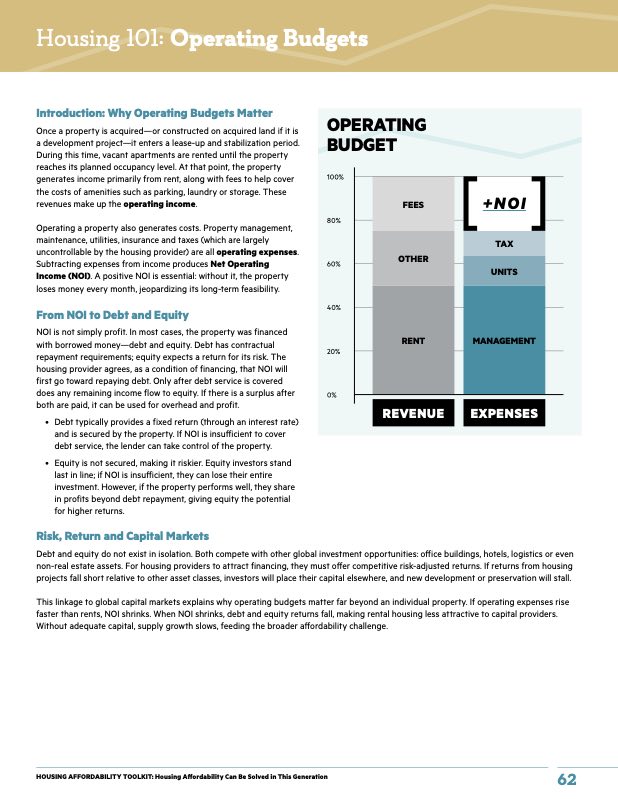 Housing 101: Operating Budgets
Introduction: Why Operating Budgets Matter
Once a property is acquired—or constructed on acquired land if it is
a development project—it enters a lease-up and stabilization period.
During this time, vacant apartments are rented until the property
reaches its planned occupancy level. At that point, the property
generates income primarily from rent, along with fees to help cover
the costs of amenities such as parking, laundry or storage. These
revenues make up the operating income.
Operating a property also generates costs. Property management,
maintenance, utilities, insurance and taxes (which are largely
uncontrollable by the housing provider) are all operating expenses.
Subtracting expenses from income produces Net Operating
Income (NOI). A positive NOI is essential: without it, the property
loses money every month, jeopardizing its long-term feasibility.
From NOI to Debt and Equity
NOI is not simply profit. In most cases, the property was financed
with borrowed money—debt and equity. Debt has contractual
repayment requirements; equity expects a return for its risk. The
housing provider agrees, as a condition of financing, that NOI will
first go toward repaying debt. Only after debt service is covered
does any remaining income flow to equity. If there is a surplus after
both are paid, it can be used for overhead and profit.
• Debt typically provides a fixed return (through an interest rate)
and is secured by the property. If NOI is insufficient to cover
debt service, the lender can take control of the property.
• Equity is not secured, making it riskier. Equity investors stand
last in line; if NOI is insufficient, they can lose their entire
investment. However, if the property performs well, they share
in profits beyond debt repayment, giving equity the potential
for higher returns.
OPERATING
BUDGET
100%
80%
60%
40%
20%
0%
FEES
OTHER
RENT
+NOI
TAX
UNITS
MANAGEMENT
REVENUE
EXPENSES
Risk, Return and Capital Markets
Debt and equity do not exist in isolation. Both compete with other global investment opportunities: office buildings, hotels, logistics or even
non-real estate assets. For housing providers to attract financing, they must offer competitive risk-adjusted returns. If returns from housing
projects fall short relative to other asset classes, investors will place their capital elsewhere, and new development or preservation will stall.
This linkage to global capital markets explains why operating budgets matter far beyond an individual property. If operating expenses rise
faster than rents, NOI shrinks. When NOI shrinks, debt and equity returns fall, making rental housing less attractive to capital providers.
Without adequate capital, supply growth slows, feeding the broader affordability challenge.
HOUSING AFFORDABILITY TOOLKIT: Housing Affordability Can Be Solved in This Generation
62